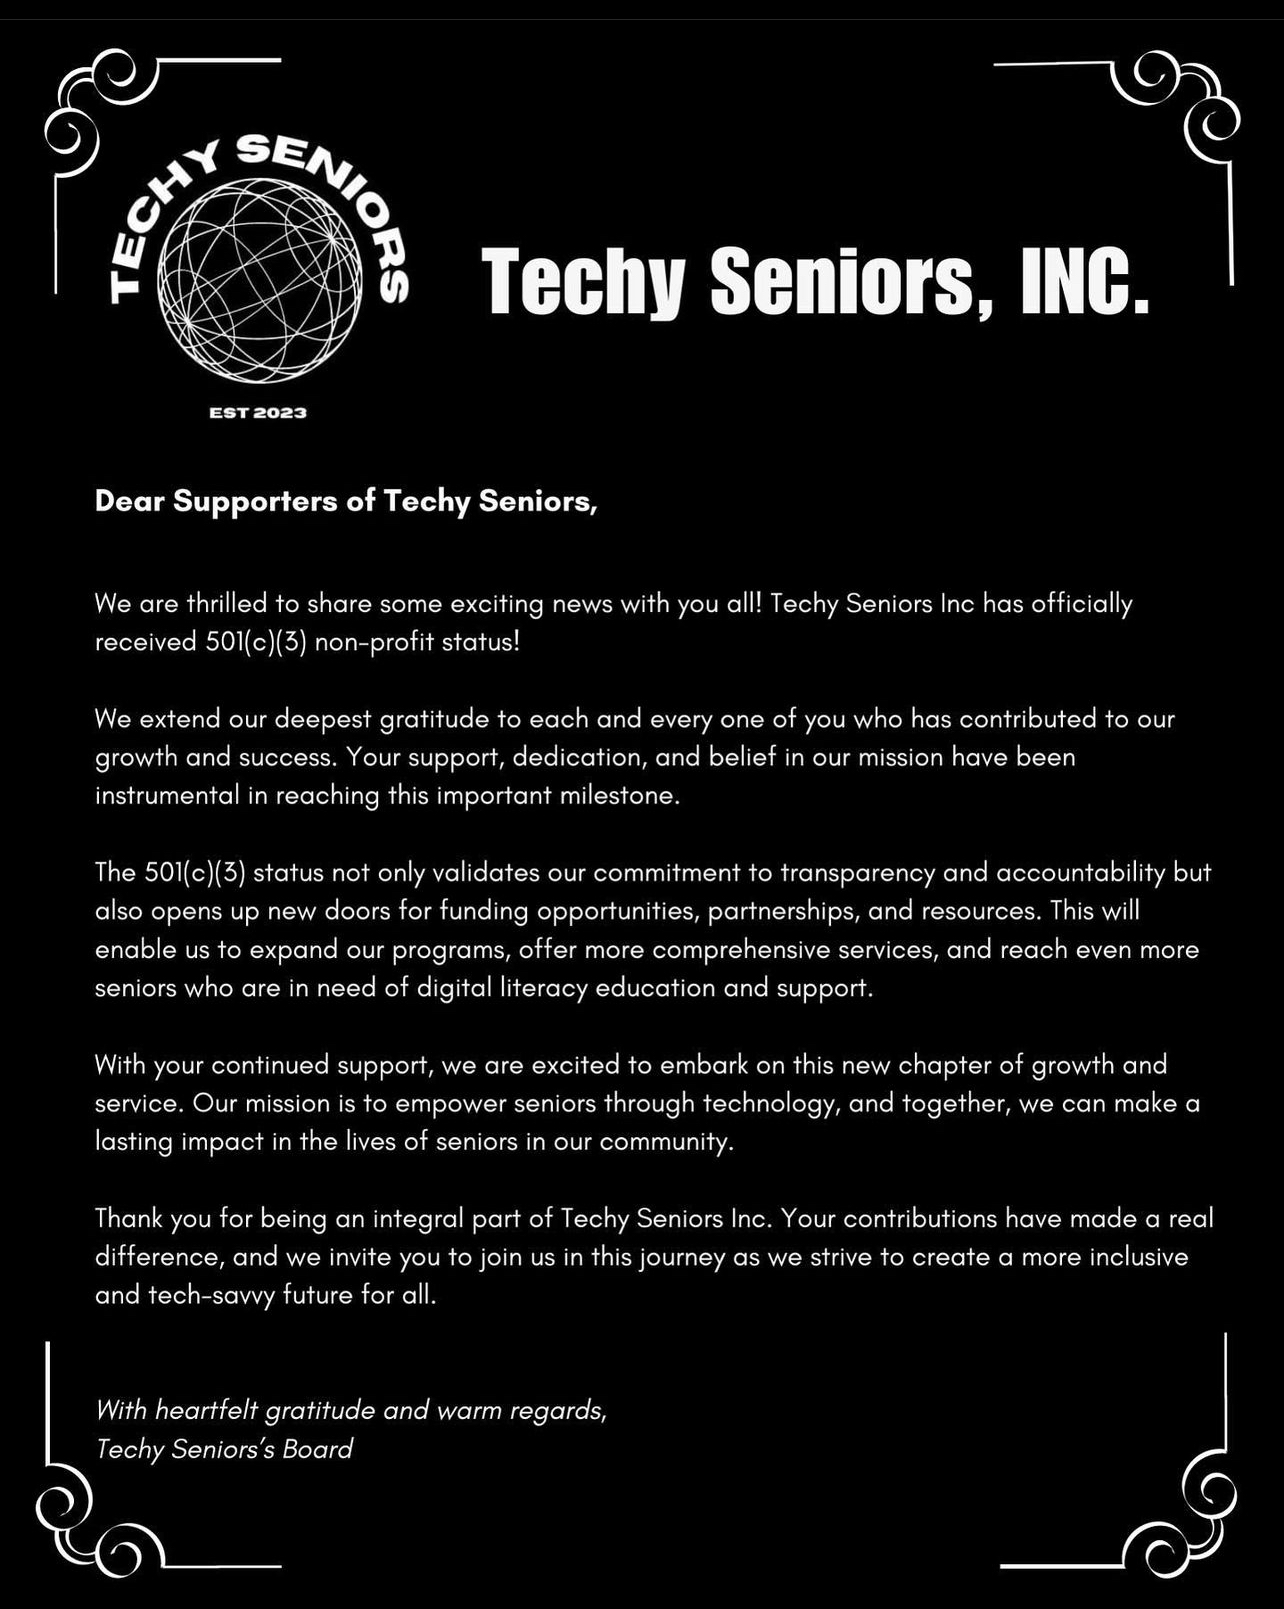 TECHY SENIORS
EST 2023
Techy Seniors, INC.
Dear Supporters of Techy Seniors,
We are thrilled to share some exciting news with you all! Techy Seniors Inc has officially
received 501(c)(3) non-profit status!
We extend our deepest gratitude to each and every one of you who has contributed to our
growth and success. Your support, dedication, and belief in our mission have been
instrumental in reaching this important milestone.
The 501(c)(3) status not only validates our commitment to transparency and accountability but
also opens up new doors for funding opportunities, partnerships, and resources. This will
enable us to expand our programs, offer more comprehensive services, and reach even more
seniors who are in need of digital literacy education and support.
With your continued support, we are excited to embark on this new chapter of growth and
service. Our mission is to empower seniors through technology, and together, we can make a
lasting impact in the lives of seniors in our community.
Thank you for being an integral part of Techy Seniors Inc. Your contributions have made a real
difference, and we invite you to join us in this journey as we strive to create a more inclusive
and tech-savvy future for all.
With heartfelt gratitude and warm regards,
Techy Seniors’s Board